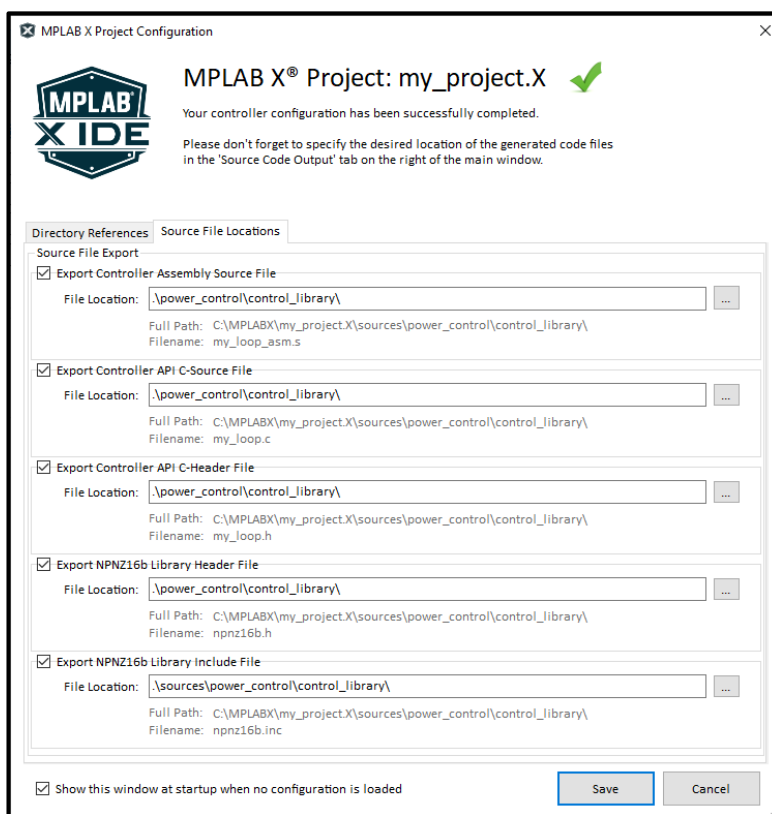 MPLAB X Project Configuration
MPLAB®
X IDE
MPLAB X® Project: my_project.X
Your controller configuration has been successfully completed.
Please don't forget to specify the desired location of the generated code files
in the 'Source Code Output' tab on the right of the main window.
Directory References
Source File Locations
Source File Export
Export Controller Assembly Source File
File Location: .\power_control\control_library\ ...
Full Path: C:\MPLABX\my_project.X\sources\power_control\control_library\
Filename: my_loop_asm.s
Export Controller API C-Source File
File Location: .\power_control\control_library\ ...
Full Path: C:\MPLABX\my_project.X\sources\power_control\control_library\
Filename: my_loop.c
Export Controller API C-Header File
File Location: .\power_control\control_library\ ...
Full Path: C:\MPLABX\my_project.X\sources\power_control\control_library\
Filename: my_loop.h
Export NPNZ16b Library Header File
File Location: .\power_control\control_library\ ...
Full Path: C:\MPLABX\my_project.X\sources\power_control\control_library\
Filename: npnz16b.h
Export NPNZ16b Library Include File
File Location: .\sources\power_control\control_library\ ...
Full Path: C:\MPLABX\my_project.X\sources\power_control\control_library\
Filename: npnz16b.inc
Show this window at startup when no configuration is loaded
Save
Cancel